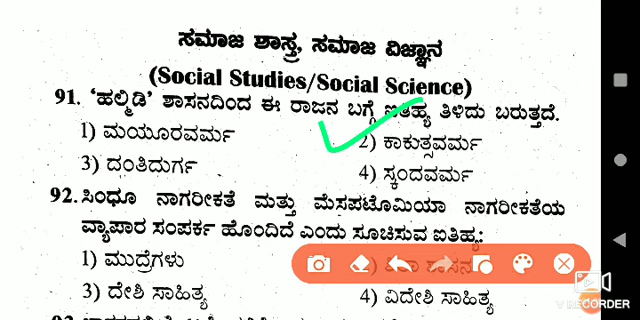 ಸಮಾಜ ಶಾಸ್ತ್ರ, ಸಮಾಜ ವಿಜ್ಞಾನ
(Social Studies/Social Science)
91. 'ಹಲ್ಮಿಡಿ' ಶಾಸನದಿಂದ ಈ ರಾಜನ ಬಗ್ಗೆ ಐತಿಹ್ಯ ತಿಳಿದು ಬರುತ್ತದೆ.
1) ಮಯೂರವರ್ಮ 2) ಕಾಕುತ್ಸವರ್ಮ
3) ದಂತಿದುರ್ಗ 4) ಸ್ಕಂದವರ್ಮ
92. ಸಿಂಧೂ ನಾಗರೀಕತೆ ಮತ್ತು ಮೆಸಪಟೊಮಿಯಾ ನಾಗರೀಕತೆಯ
ವ್ಯಾಪಾರ ಸಂಪರ್ಕ ಹೊಂದಿದೆ ಎಂದು ಸೂಚಿಸುವ ಐತಿಹ್ಯ:
1) ಮುದ್ರೆಗಳು
3) ದೇಶಿ ಸಾಹಿತ್ಯ 4) ವಿದೇಶಿ ಸಾಹಿತ್ಯ
V RECORDER